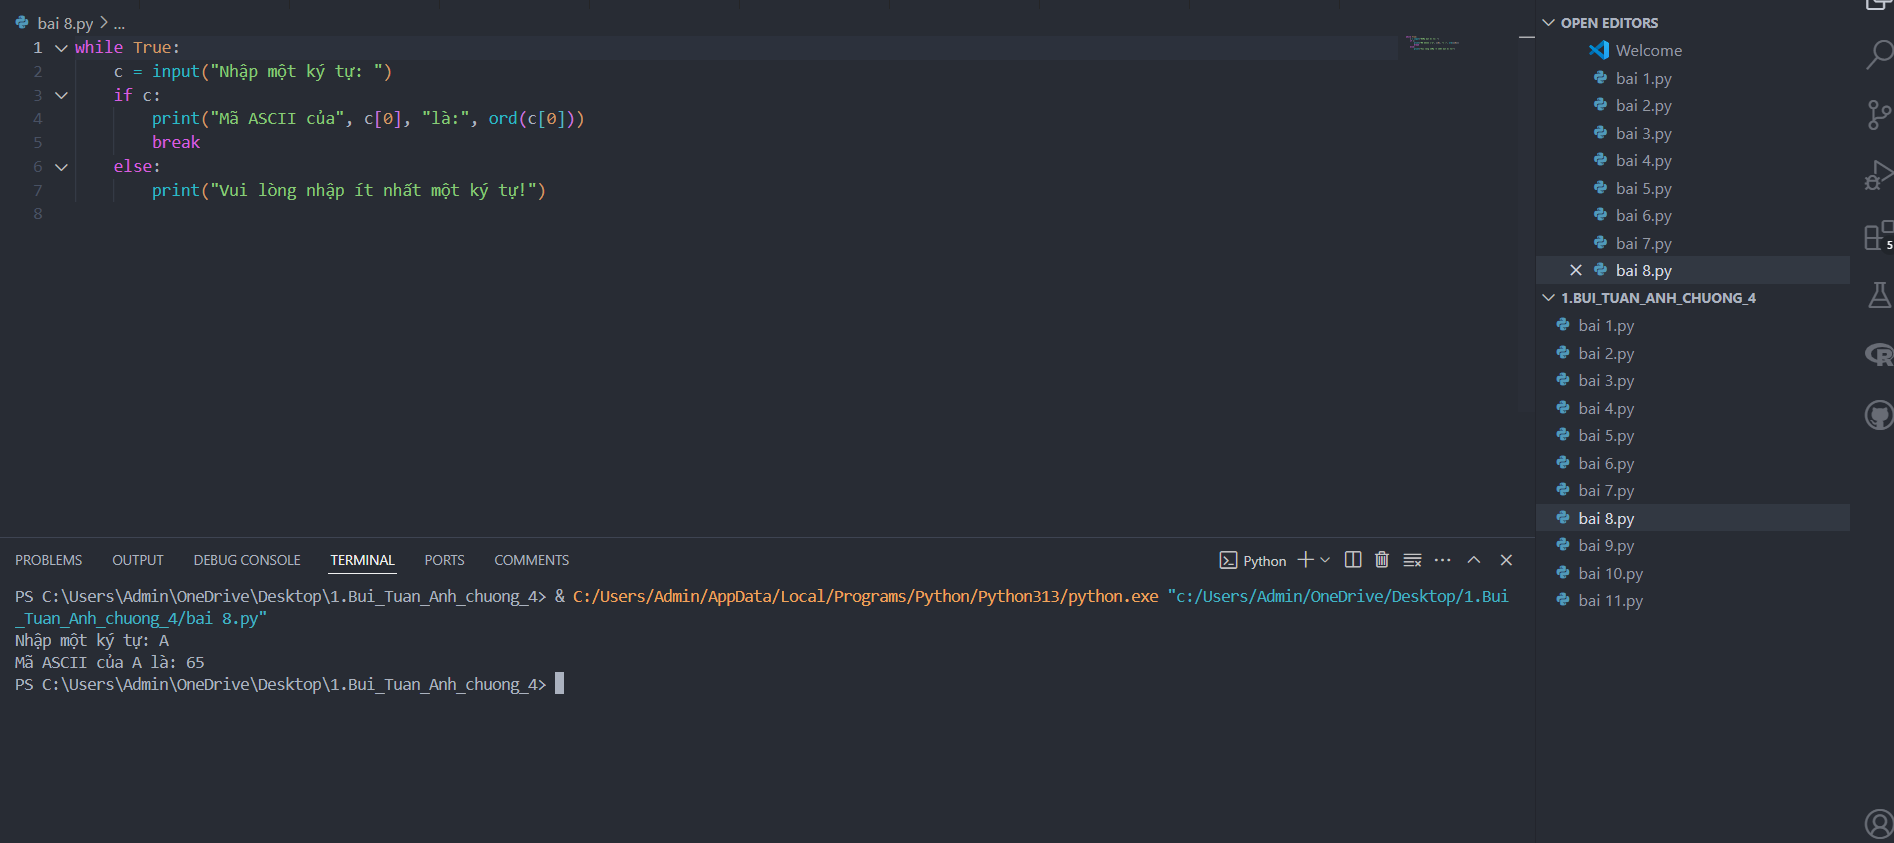 bai 8.py > ...
1 while True:
2 c = input("Nhập một ký tự: ")
3 if c:
4 print("Mã ASCII của", c[0], "là:", ord(c[0]))
5 break
6 else:
7 print("Vui lòng nhập ít nhất một ký tự!")
8
PROBLEMS OUTPUT DEBUG CONSOLE TERMINAL PORTS COMMENTS
Python
PS C:\Users\Admin\OneDrive\Desktop\1.Bui_Tuan_Anh_chuong_4> & C:/Users/Admin/AppData/Local/Programs/Python/Python313/python.exe "c:/Users/Admin/OneDrive/Desktop/1.Bui
_Tuan_Anh_chuong_4/bai 8.py"
Nhập một ký tự: A
Mã ASCII của A là: 65
PS C:\Users\Admin\OneDrive\Desktop\1.Bui_Tuan_Anh_chuong_4>
OPEN EDITORS
Welcome
bai 1.py
bai 2.py
bai 3.py
bai 4.py
bai 5.py
bai 6.py
bai 7.py
bai 8.py
1.BUI_TUAN_ANH_CHUONG_4
bai 1.py
bai 2.py
bai 3.py
bai 4.py
bai 5.py
bai 6.py
bai 7.py
bai 8.py
bai 9.py
bai 10.py
bai 11.py
5
R